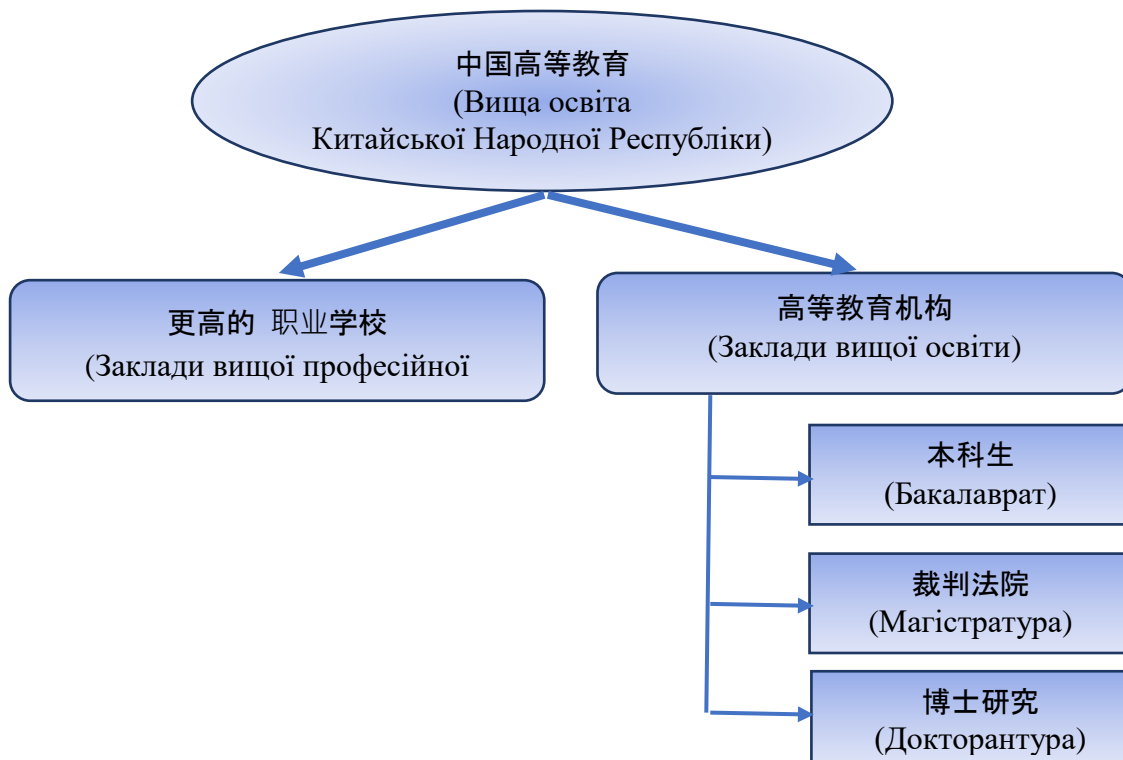 中国高等教育
(Вища освіта
Китайської Народної Республіки)
更高的 职业学校
(Заклади вищої професійної
高等教育机构
(Заклади вищої освіти)
本科生
(Бакалаврат)
裁判法院
(Магістратура)
博士研究
(Докторантура)